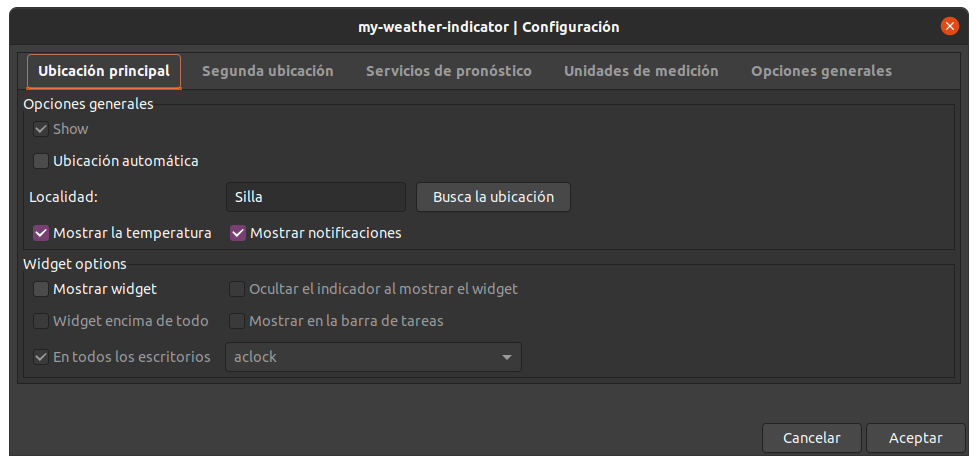 my-weather-indicator | Configuración
Ubicación principal Segunda ubicación Servicios de pronóstico Unidades de medición Opciones generales
Opciones generales
Show
Ubicación automática
Localidad: Silla Busca la ubicación
Mostrar la temperatura Mostrar notificaciones
Widget options
Mostrar widget Ocultar el indicador al mostrar el widget
Widget encima de todo Mostrar en la barra de tareas
En todos los escritorios aclock
Cancelar Aceptar